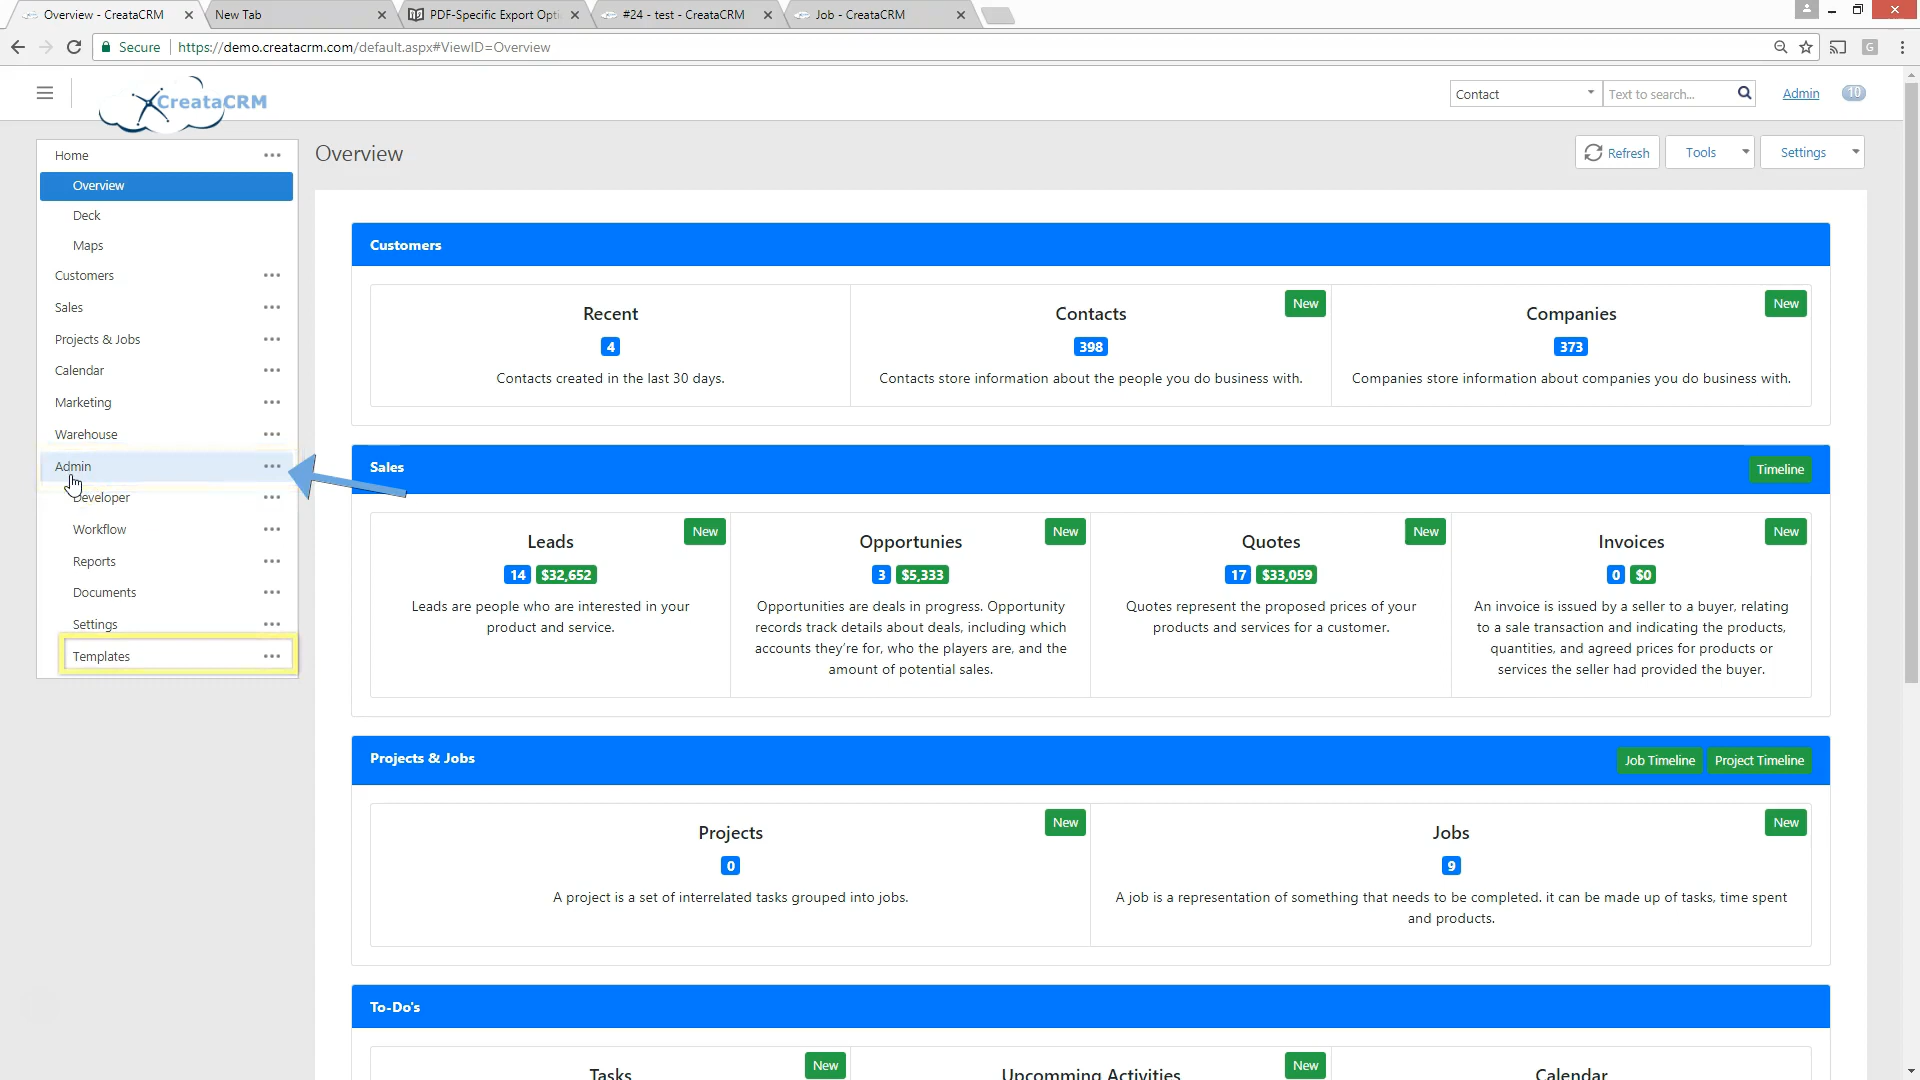 Overview - CreataCRM
New Tab
PDF-Specific Export Opti
#24 - test - CreataCRM
Job - CreataCRM
Secure
https://demo.creatacrm.com/default.aspx#ViewID=Overview
G
CreataCRM
Contact
Text to search...
Admin
10
Home
Overview
Deck
Maps
Customers
Sales
Projects & Jobs
Calendar
Marketing
Warehouse
Admin
Developer
Workflow
Reports
Documents
Settings
Templates
Overview
Refresh
Tools
Settings
Customers
Recent
4
Contacts created in the last 30 days.
New
Contacts
398
Contacts store information about the people you do business with.
New
Companies
373
Companies store information about companies you do business with.
Sales
Timeline
New
Leads
14 $32,652
Leads are people who are interested in your
product and service.
New
Opportunies
3 $5,333
Opportunities are deals in progress. Opportunity
records track details about deals, including which
accounts they're for, who the players are, and the
amount of potential sales.
New
Quotes
17 $33,059
Quotes represent the proposed prices of your
products and services for a customer.
New
Invoices
0 $0
An invoice is issued by a seller to a buyer, relating
to a sale transaction and indicating the products,
quantities, and agreed prices for products or
services the seller had provided the buyer.
Projects & Jobs
Job Timeline
Project Timeline
New
Projects
0
A project is a set of interrelated tasks grouped into jobs.
New
Jobs
9
A job is a representation of something that needs to be completed. it can be made up of tasks, time spent
and products.
To-Do's
New
Tasks
New
Upcomming Activities
Calendar